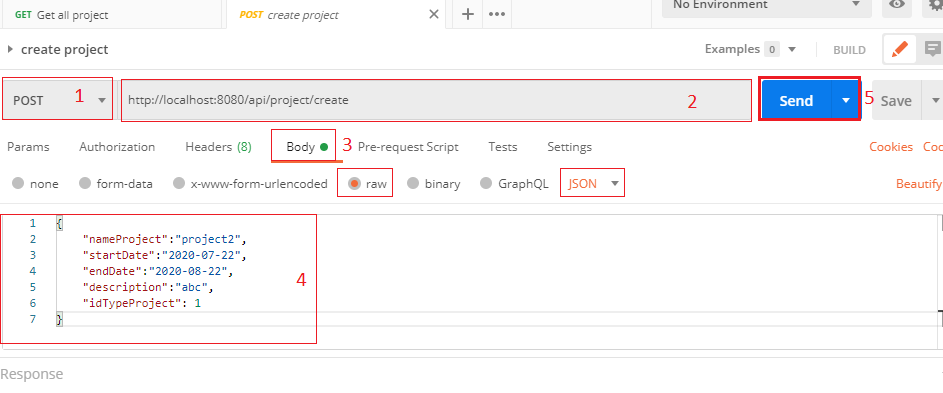 GET Get all project POST create project No Environment
create project Examples 0 BUILD
1 POST http://localhost:8080/api/project/create 2 Send 5 Save
Params Authorization Headers (8) Body 3 Pre-request Script Tests Settings Cookies Coo
none form-data x-www-form-urlencoded raw binary GraphQL JSON Beautify
1 {
2 "nameProject":"project2",
3 "startDate":"2020-07-22",
4 "endDate":"2020-08-22",
5 "description":"abc",
6 "idTypeProject": 1
7 }
4
Response